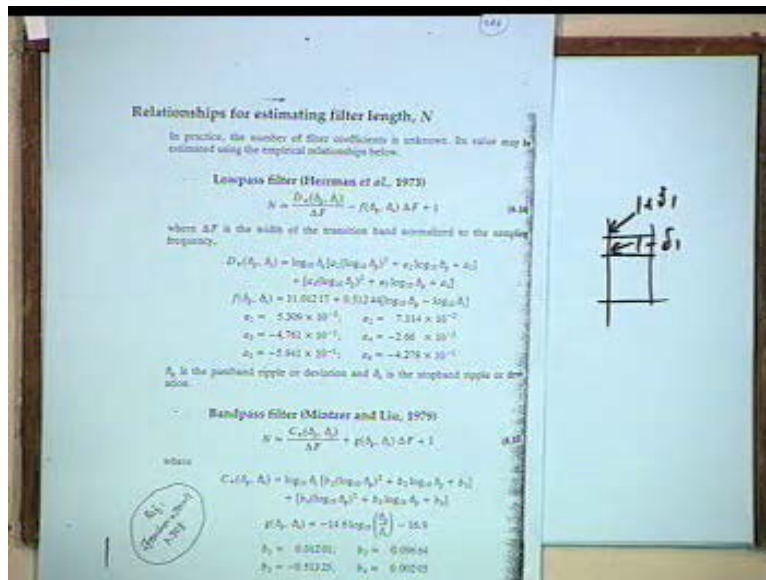 Relationships for estimating filter length, N
In practice, the number of filter coefficients is unknown. Its value may be
estimated using the empirical relationships below.
Lowpass filter (Herrman et al., 1973)
N ≈ D∞(δp, δs)/ΔF − f(δp, δs) ΔF + 1
where ΔF is the width of the transition band normalized to the sampling
frequency.
D∞(δp, δs) = log10 δs [a1(log10 δp)² + a2 log10 δp + a3]
+ [a4(log10 δp)² + a5 log10 δp + a6]
f(δp, δs) = 11.01217 + 0.51244[log10 δp − log10 δs]
a1 = 5.309 × 10⁻³; a2 = 7.114 × 10⁻²
a3 = −4.761 × 10⁻¹; a4 = −2.66 × 10⁻³
a5 = −5.941 × 10⁻¹; a6 = −4.278 × 10⁻¹
δp is the passband ripple or deviation and δs is the stopband ripple or
Bandpass filter (Mintzer and Liu, 1979)
N ≈ C∞(δp, δs)/ΔF + g(δp, δs) ΔF + 1
where
C∞(δp, δs) = log10 δs [b1(log10 δp)² + b2 log10 δp + b3]
+ [b4(log10 δp)² + b5 log10 δp + b6]
g(δp, δs) = −14.6 log10 (δp/δs) − 16.9
b1 = 0.01201; b2 = 0.09664
b3 = −0.51325; b4 = 0.00203
1+δ1
1−δ1